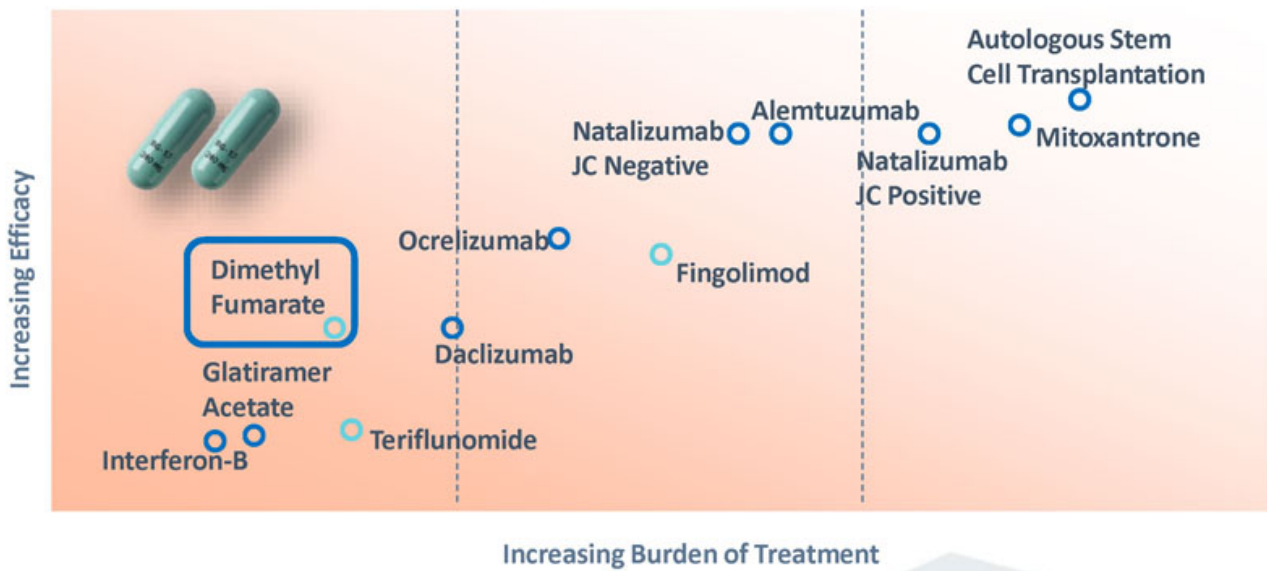 Autologous Stem
Cell Transplantation
Alemtuzumab
Natalizumab
JC Negative
Mitoxantrone
Natalizumab
JC Positive
Ocrelizumab
Fingolimod
Dimethyl
Fumarate
Daclizumab
Glatiramer
Acetate
Teriflunomide
Interferon-B
Increasing Efficacy
Increasing Burden of Treatment